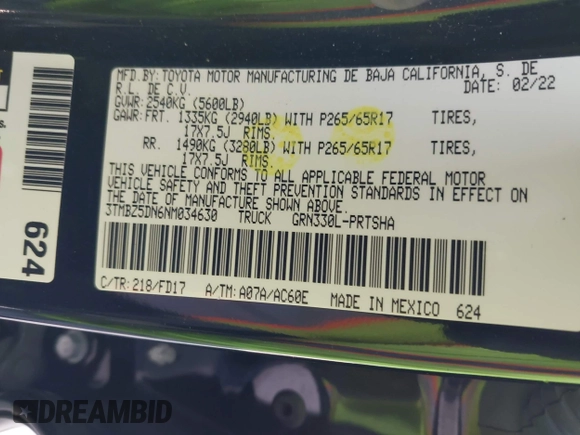 MFD.BY: TOYOTA MOTOR MANUFACTURING DE BAJA CALIFORNIA, S. DE
R.L. DE C.V. DATE: 02/22
GVWR: 2540KG (5600LB)
GAWR: FRT. 1335KG (2940LB) WITH P265/65R17 TIRES,
17X7.5J RIMS.
RR. 1490KG (3280LB) WITH P265/65R17 TIRES,
17X7.5J RIMS.
THIS VEHICLE CONFORMS TO ALL APPLICABLE FEDERAL MOTOR
VEHICLE SAFETY AND THEFT PREVENTION STANDARDS IN EFFECT ON
THE DATE OF MANUFACTURE SHOWN ABOVE.
3TMBZ5DN6NM034630 TRUCK GRN330L-PRTSHA
C/TR: 218/FD17 A/TM: A07A/AC60E MADE IN MEXICO 624
624
DREAMBID